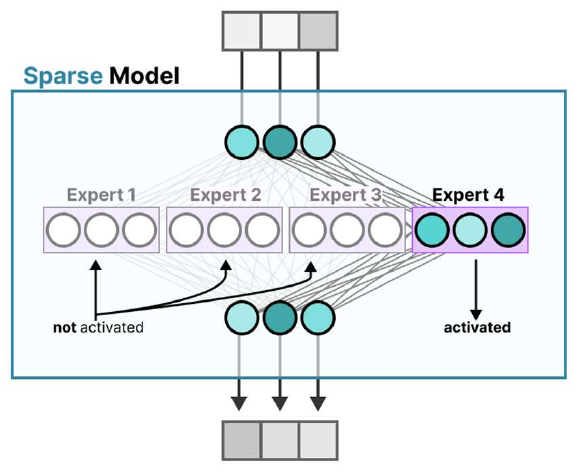 Sparse Model
Expert 1
Expert 2
Expert 3
Expert 4
not activated
activated